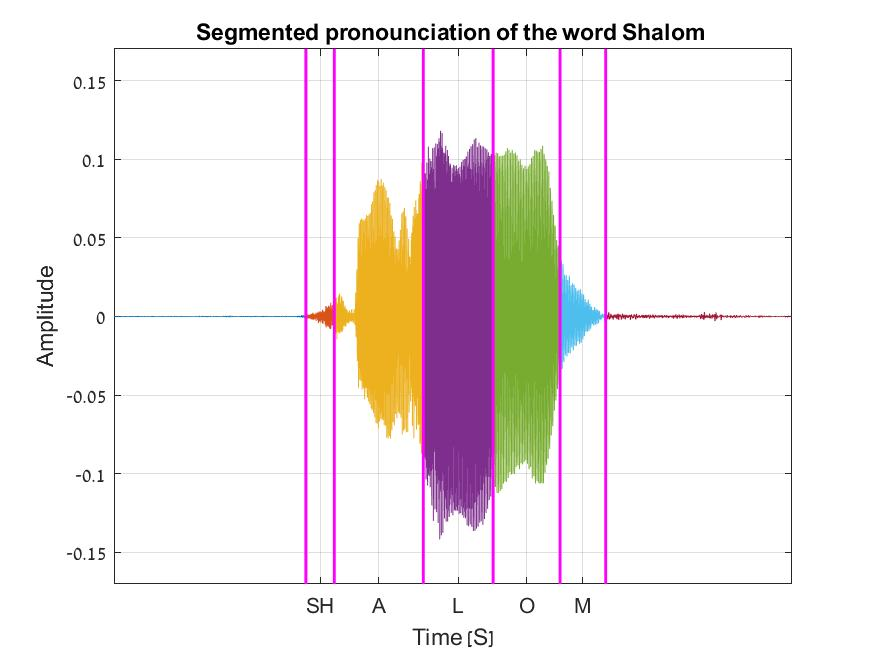 Segmented pronounciation of the word Shalom
0.15
0.1
0.05
0
-0.05
-0.1
-0.15
Amplitude
SH A L O M
Time [S]